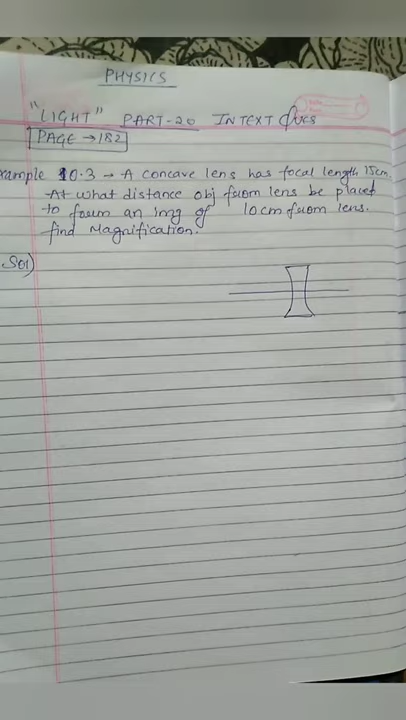 PHYSICS
"LIGHT" PART-20 INTEXT Ques
PAGE → 182
xample 10.3 → A concave lens has focal length 15cm.
At what distance obj from lens be placed
to form an img of 10cm from lens.
find Magnification.
Sol)